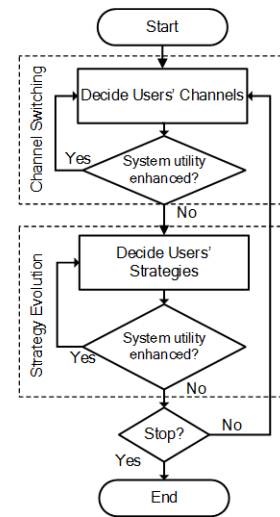 Start
Channel Switching
Decide Users' Channels
Yes
System utility
enhanced?
No
Strategy Evolution
Decide Users'
Strategies
System utility
enhanced?
Yes
No
Stop?
No
Yes
End